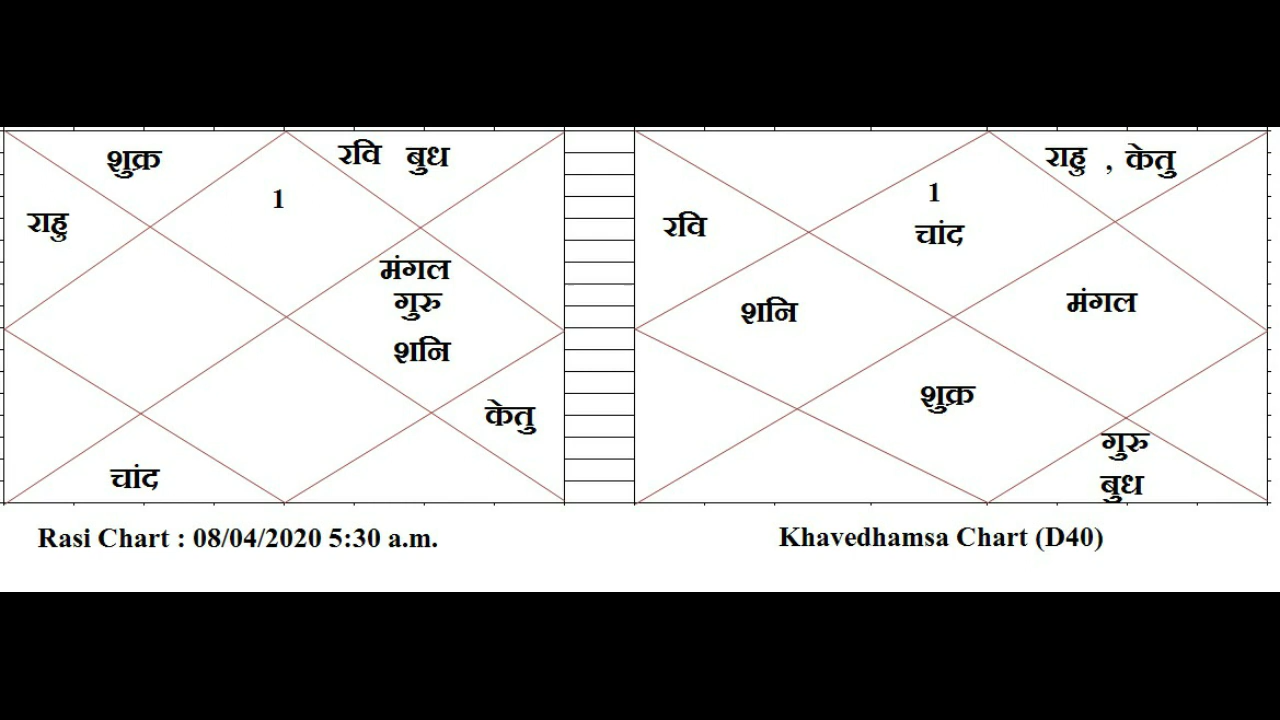 शुक्र
रवि बुध
राहु
1
मंगल
गुरु
शनि
केतु
चांद
Rasi Chart : 08/04/2020 5:30 a.m.
राहु , केतु
1
रवि
चांद
शनि
मंगल
शुक्र
गुरु
बुध
Khavedhamsa Chart (D40)